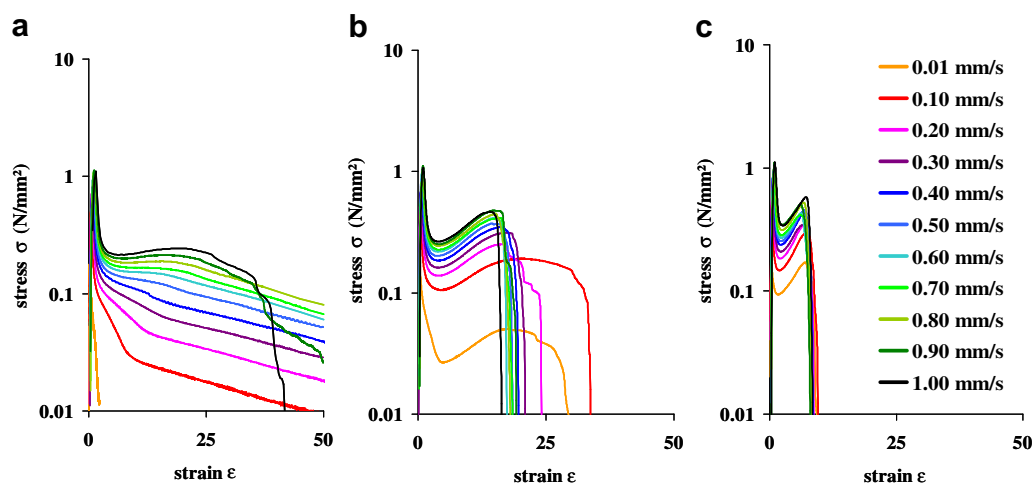 a
b
c
10
1
0.1
0.01
stress σ (N/mm²)
0
25
50
strain ε
10
1
0.1
0.01
stress σ (N/mm²)
0
25
50
strain ε
10
1
0.1
0.01
stress σ (N/mm²)
0
25
50
strain ε
0.01 mm/s
0.10 mm/s
0.20 mm/s
0.30 mm/s
0.40 mm/s
0.50 mm/s
0.60 mm/s
0.70 mm/s
0.80 mm/s
0.90 mm/s
1.00 mm/s